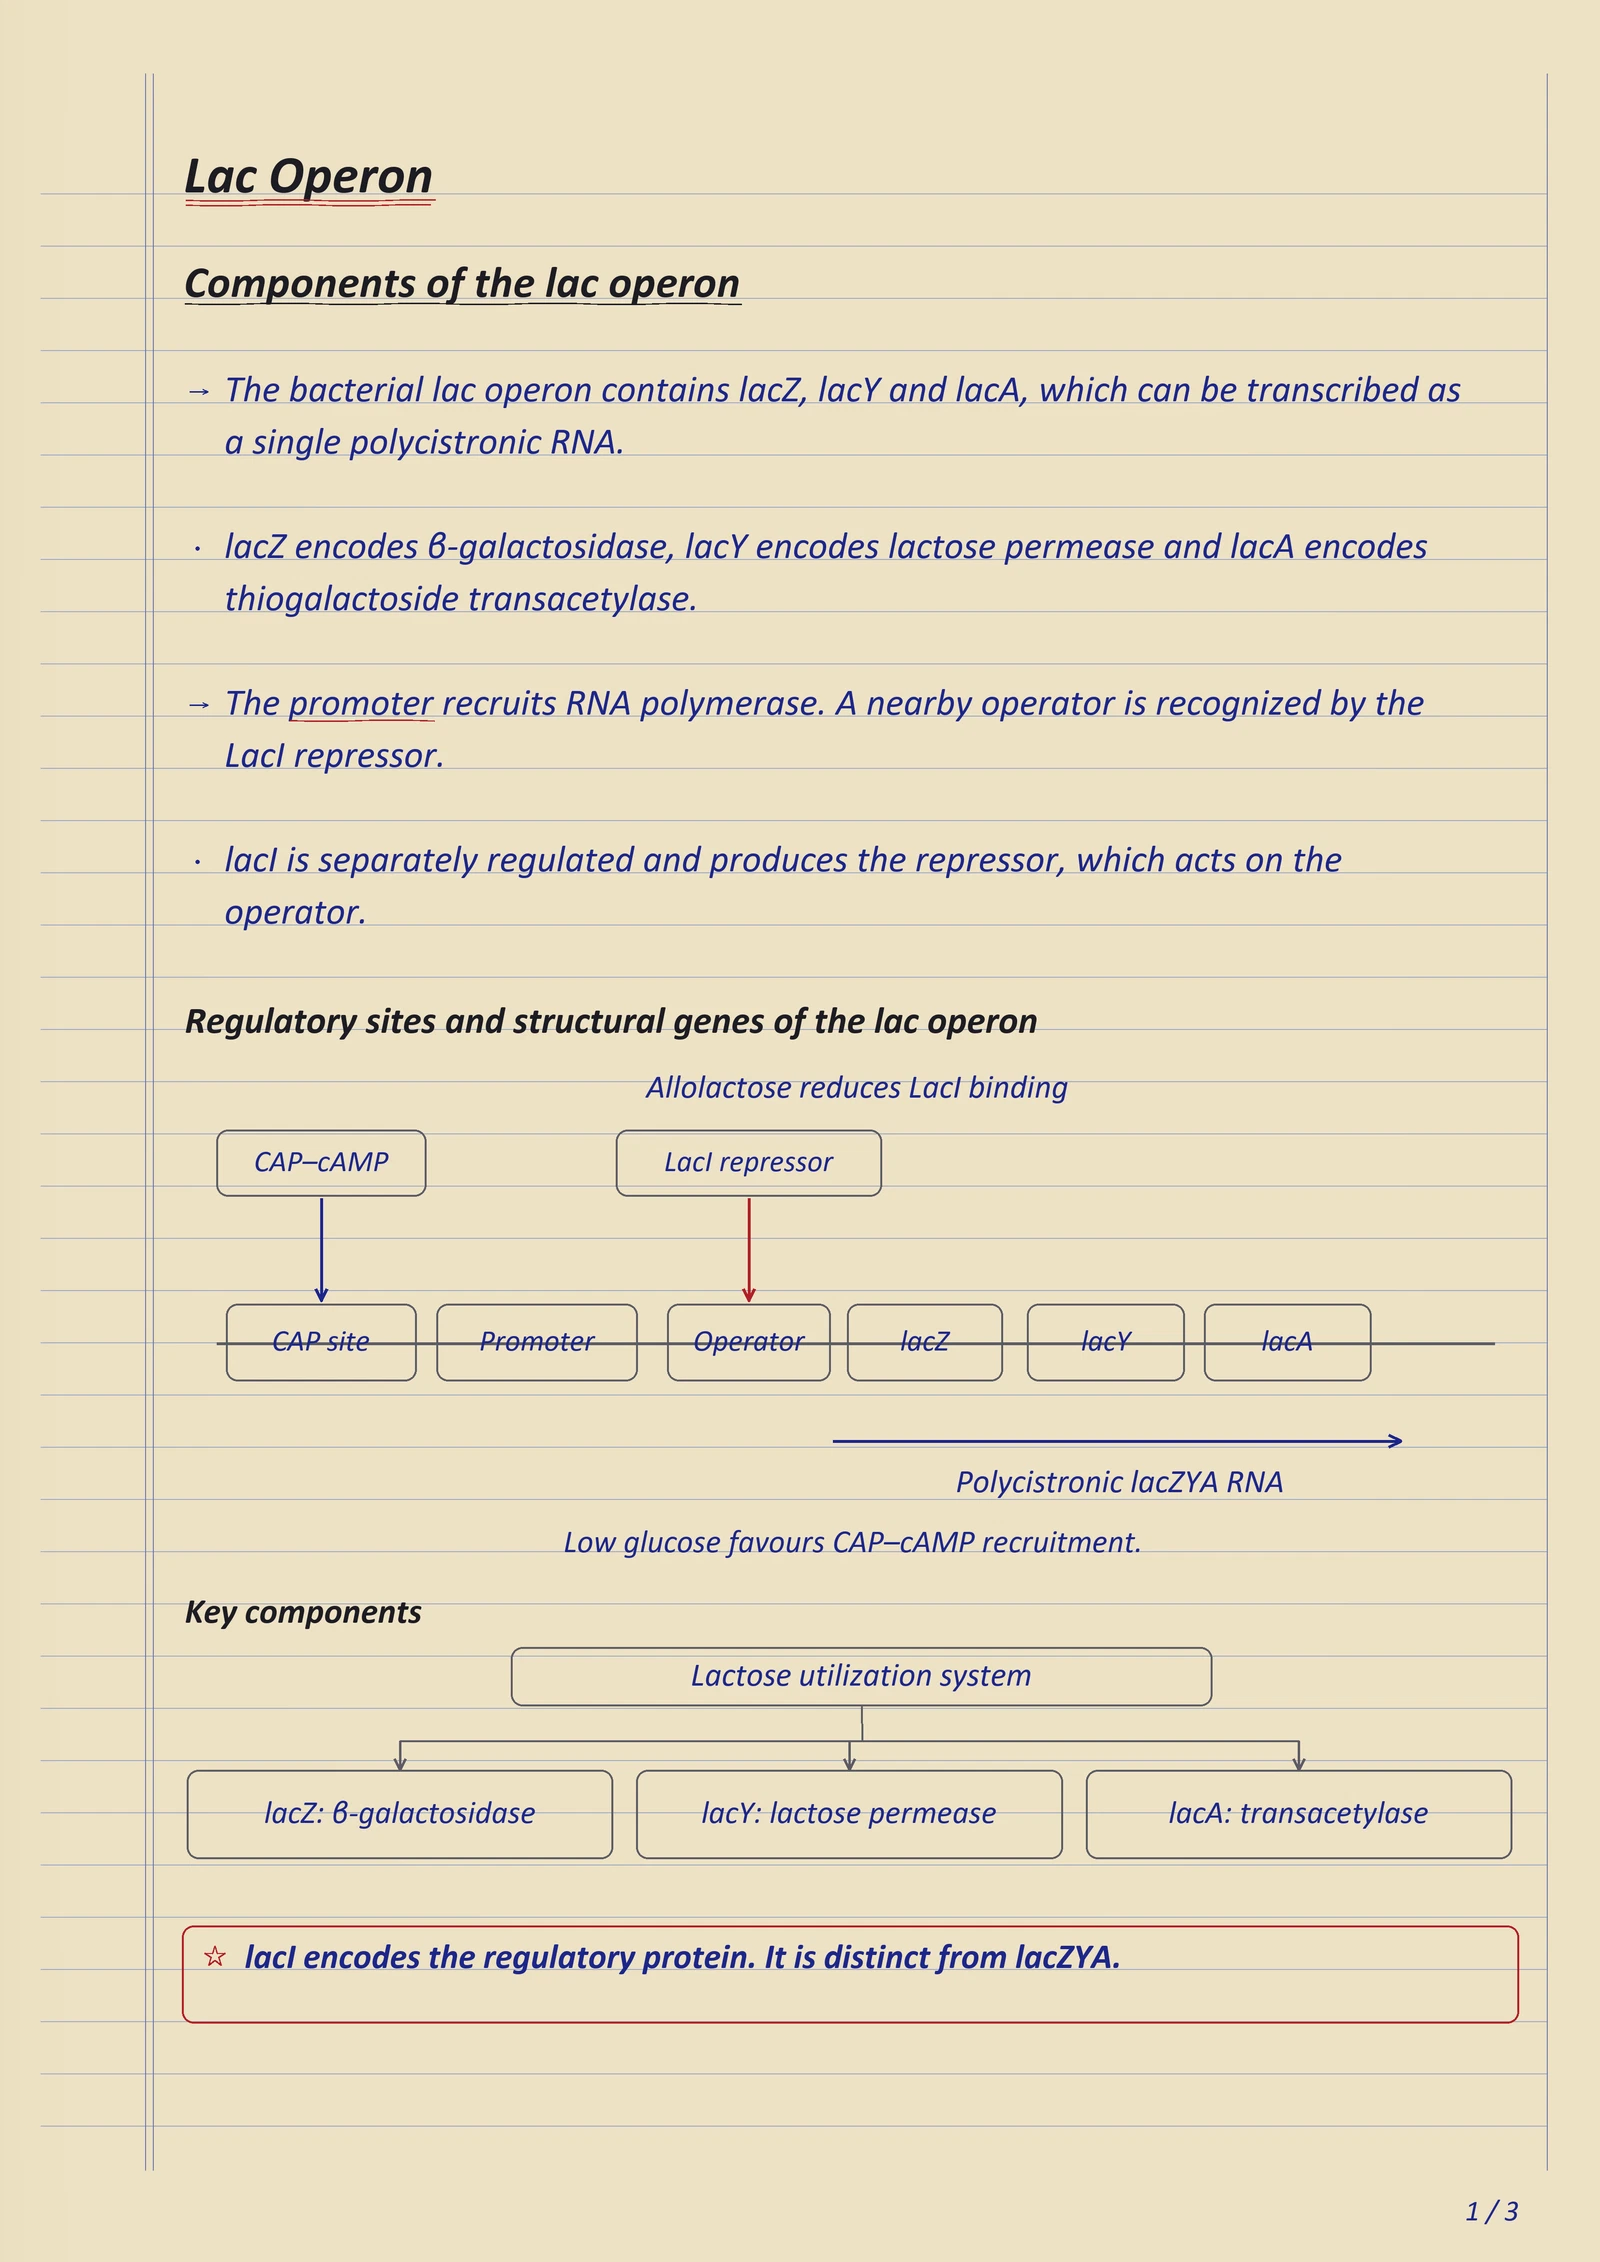 Lac Operon
Components of the lac operon
→ The bacterial lac operon contains lacZ, lacY and lacA, which can be transcribed as
a single polycistronic RNA.
· lacZ encodes β-galactosidase, lacY encodes lactose permease and lacA encodes
thiogalactoside transacetylase.
→ The promoter recruits RNA polymerase. A nearby operator is recognized by the
LacI repressor.
· lacI is separately regulated and produces the repressor, which acts on the
operator.
Regulatory sites and structural genes of the lac operon
Allolactose reduces LacI binding
CAP–cAMP
LacI repressor
CAP site
Promoter
Operator
lacZ
lacY
lacA
Polycistronic lacZYA RNA
Low glucose favours CAP–cAMP recruitment.
Key components
Lactose utilization system
lacZ: β-galactosidase
lacY: lactose permease
lacA: transacetylase
☆ lacI encodes the regulatory protein. It is distinct from lacZYA.
1 / 3